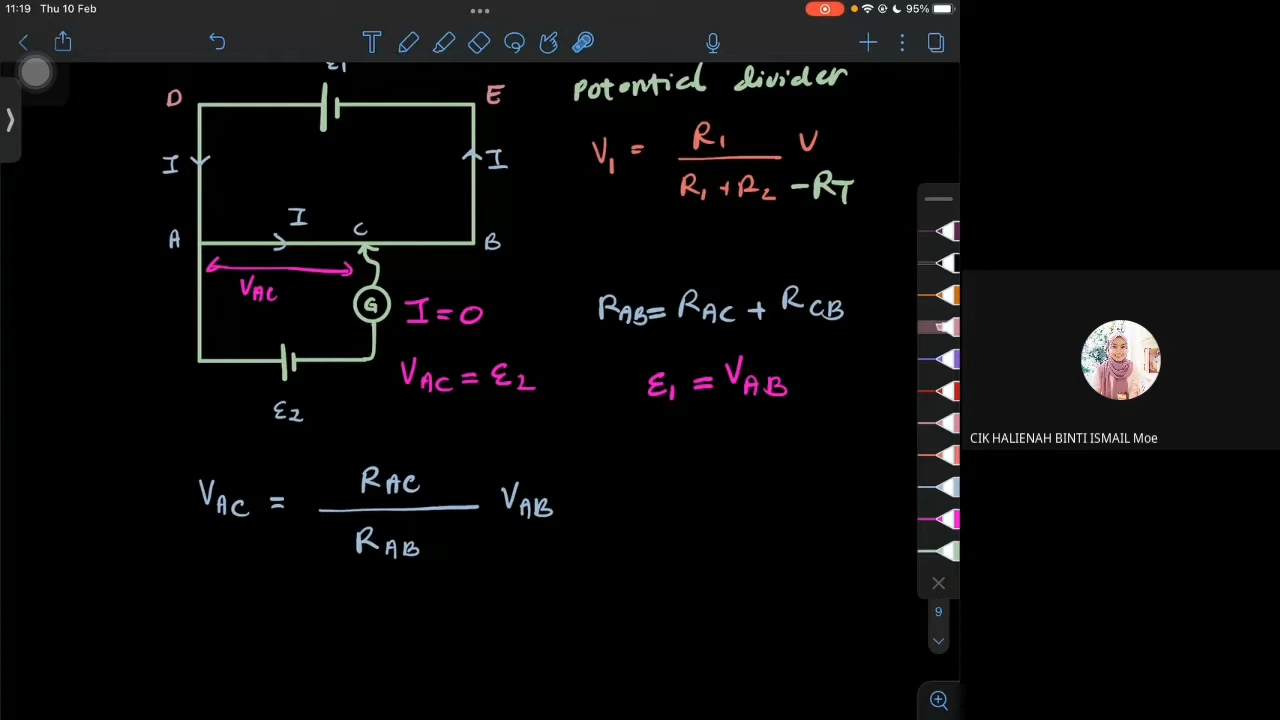 11:19 Thu 10 Feb
95%
T
ε1
Potential divider
D
E
V1 = R1 V
R1 + R2 - RT
I
I
I
A
C
B
VAC
G
I = 0
RAB = RAC + RCB
VAC = ε2
ε1 = VAB
ε2
VAC = RAC VAB
RAB
CIK HALIENAH BINTI ISMAIL Moe
9